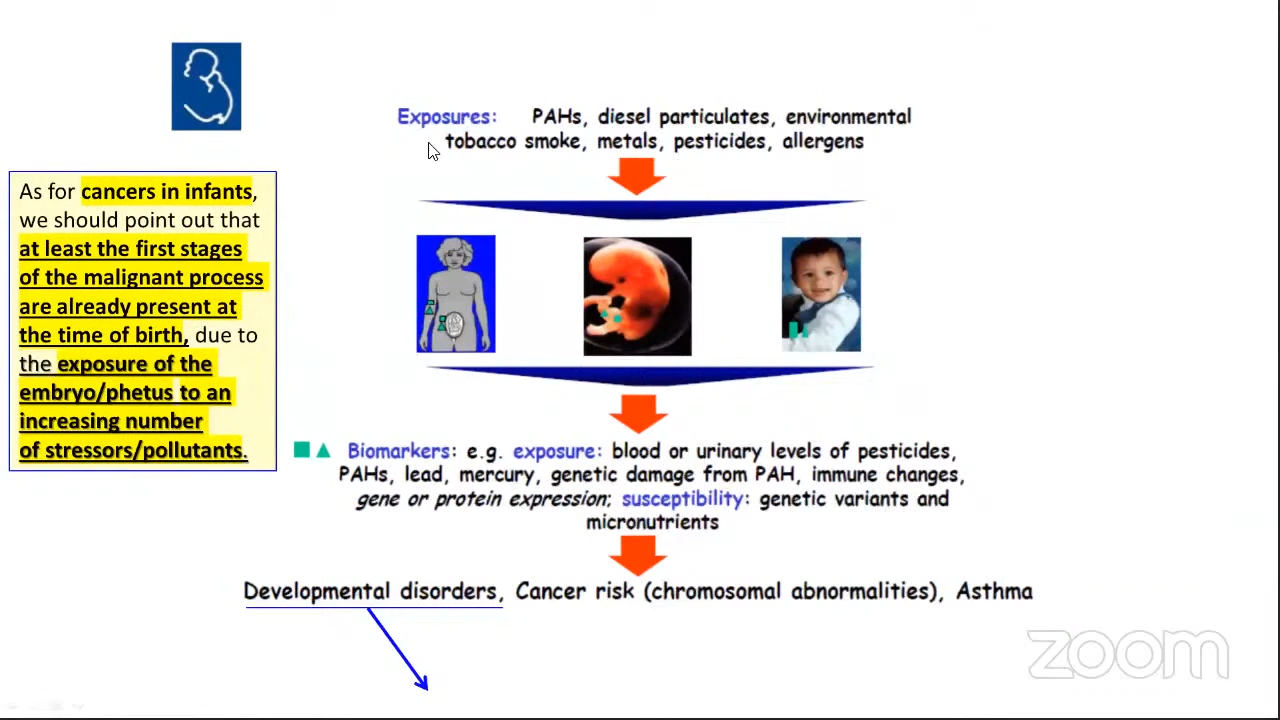 Exposures: PAHs, diesel particulates, environmental
tobacco smoke, metals, pesticides, allergens
As for cancers in infants,
we should point out that
at least the first stages
of the malignant process
are already present at
the time of birth, due to
the exposure of the
embryo/phetus to an
increasing number
of stressors/pollutants.
Biomarkers: e.g. exposure: blood or urinary levels of pesticides,
PAHs, lead, mercury, genetic damage from PAH, immune changes,
gene or protein expression; susceptibility: genetic variants and
micronutrients
Developmental disorders, Cancer risk (chromosomal abnormalities), Asthma
zoom